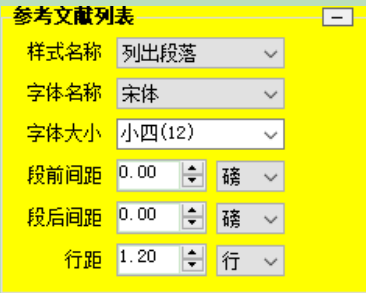 参考文献列表
样式名称 列出段落
字体名称 宋体
字体大小 小四(12)
段前间距 0.00 磅
段后间距 0.00 磅
行距 1.20 行